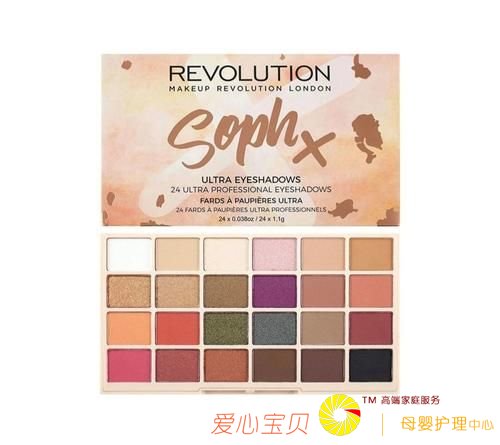 REVOLUTION
MAKEUP REVOLUTION LONDON
Soph x
ULTRA EYESHADOWS
24 ULTRA PROFESSIONAL EYESHADOWS
FARDS À PAUPIÈRES ULTRA
24 FARDS À PAUPIÈRES ULTRA PROFESSIONNELS
24 x 0.038oz / 24 x 1.1g
TM 高端家庭服务
爱心宝贝 | 母婴护理中心